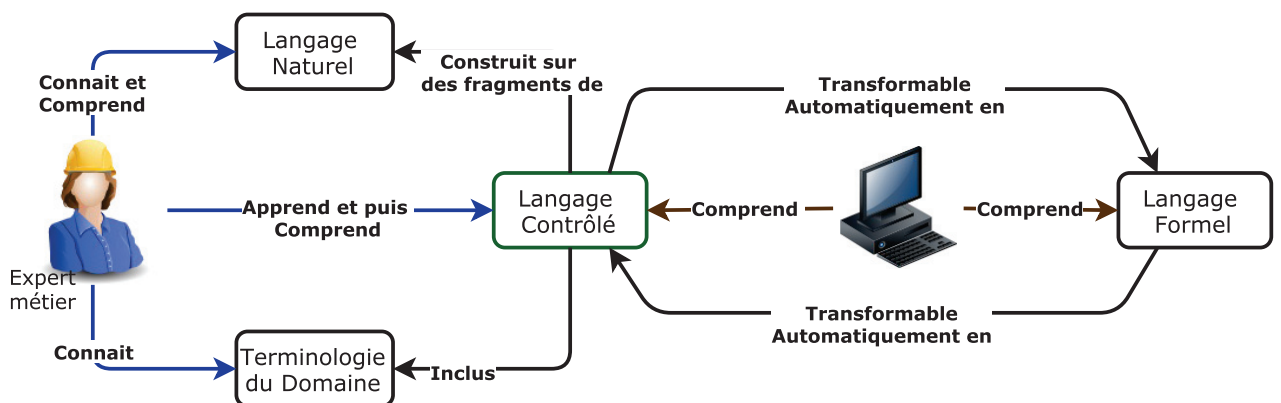 Langage
Naturel
Connait et
Comprend
Construit sur
des fragments de
Transformable
Automatiquement en
Apprend et puis
Comprend
Langage
Contrôlé
Comprend
Comprend
Langage
Formel
Expert
métier
Connait
Terminologie
du Domaine
Inclus
Transformable
Automatiquement en